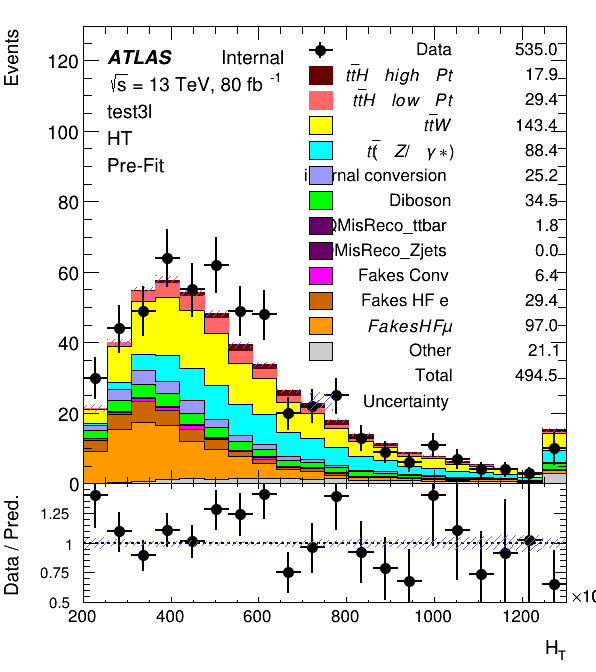 Events
120
100
80
60
40
20
0
ATLAS Internal
√s = 13 TeV, 80 fb -1
test3l
HT
Pre-Fit
Data 535.0
tt̄H high Pt 17.9
tt̄H low Pt 29.4
tt̄W 143.4
tt̄( Z/ γ*) 88.4
conversion 25.2
Diboson 34.5
QMisReco_ttbar 1.8
QMisReco_Zjets 0.0
Fakes Conv 6.4
Fakes HF e 29.4
FakesHFμ 97.0
Other 21.1
Total 494.5
Uncertainty
Data / Pred.
1.25
1
0.75
0.5
200 400 600 800 1000 1200
H_T